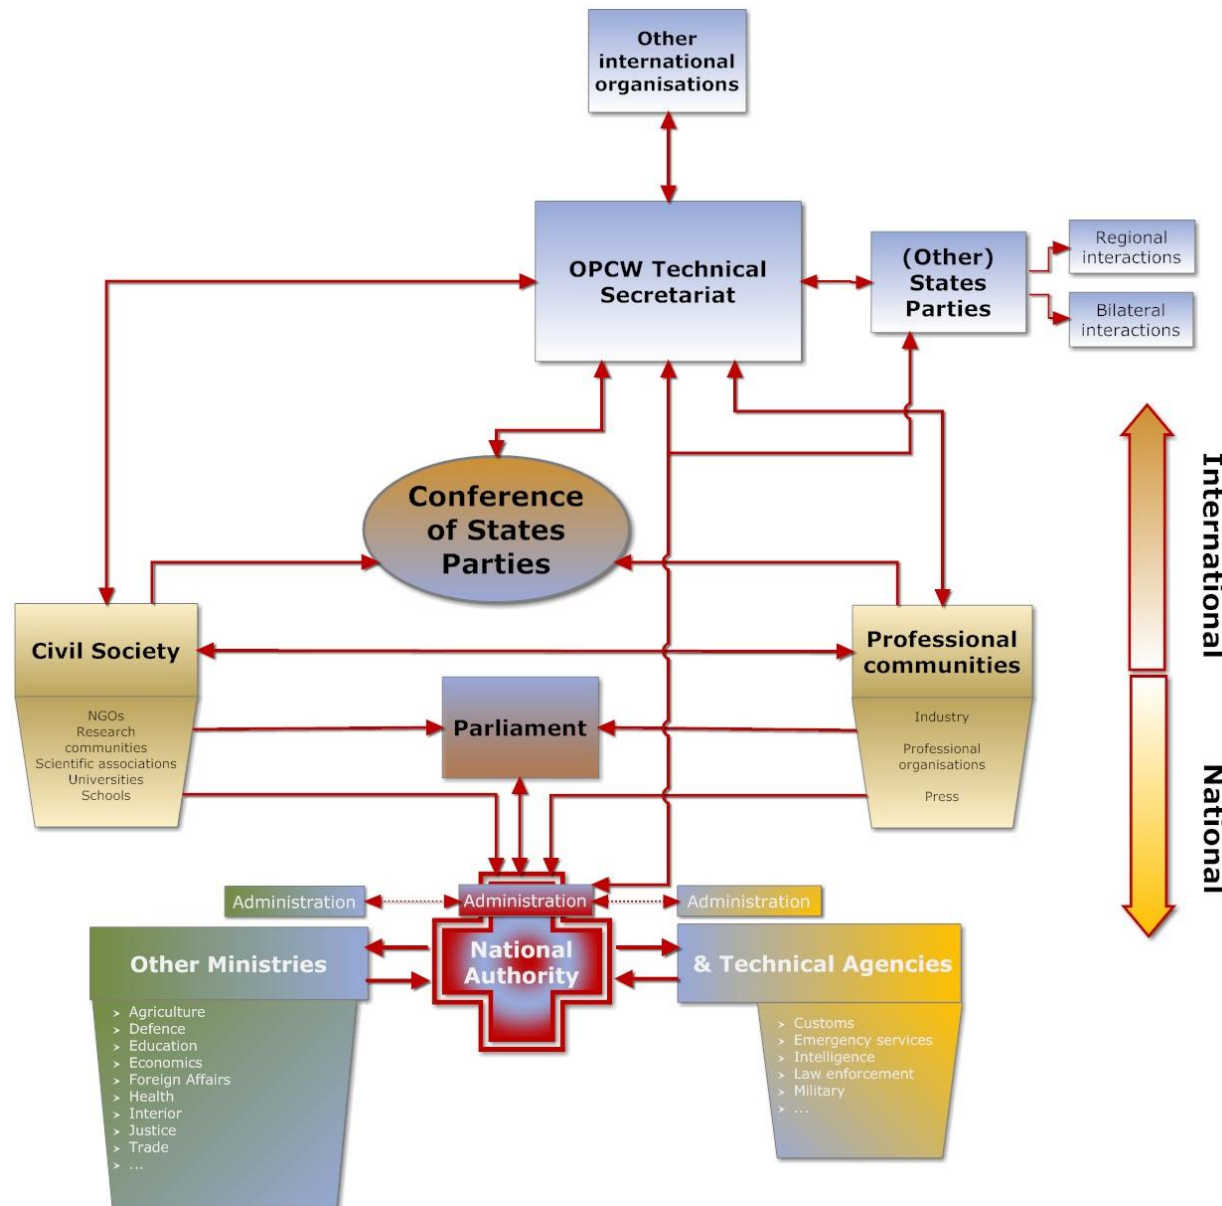 Other
international
organisations
OPCW Technical
Secretariat
(Other)
States
Parties
Regional
interactions
Bilateral
interactions
International
Conference
of States
Parties
Civil Society
Professional
communities
NGOs
Research
communities
Scientific associations
Universities
Schools
Parliament
Industry
Professional
organisations
Press
National
Administration
Administration
Administration
Other Ministries
National
Authority
& Technical Agencies
➢ Agriculture
➢ Defence
➢ Education
➢ Economics
➢ Foreign Affairs
➢ Health
➢ Interior
➢ Justice
➢ Trade
➢ ...
➢ Customs
➢ Emergency services
➢ Intelligence
➢ Law enforcement
➢ Military
➢ ...